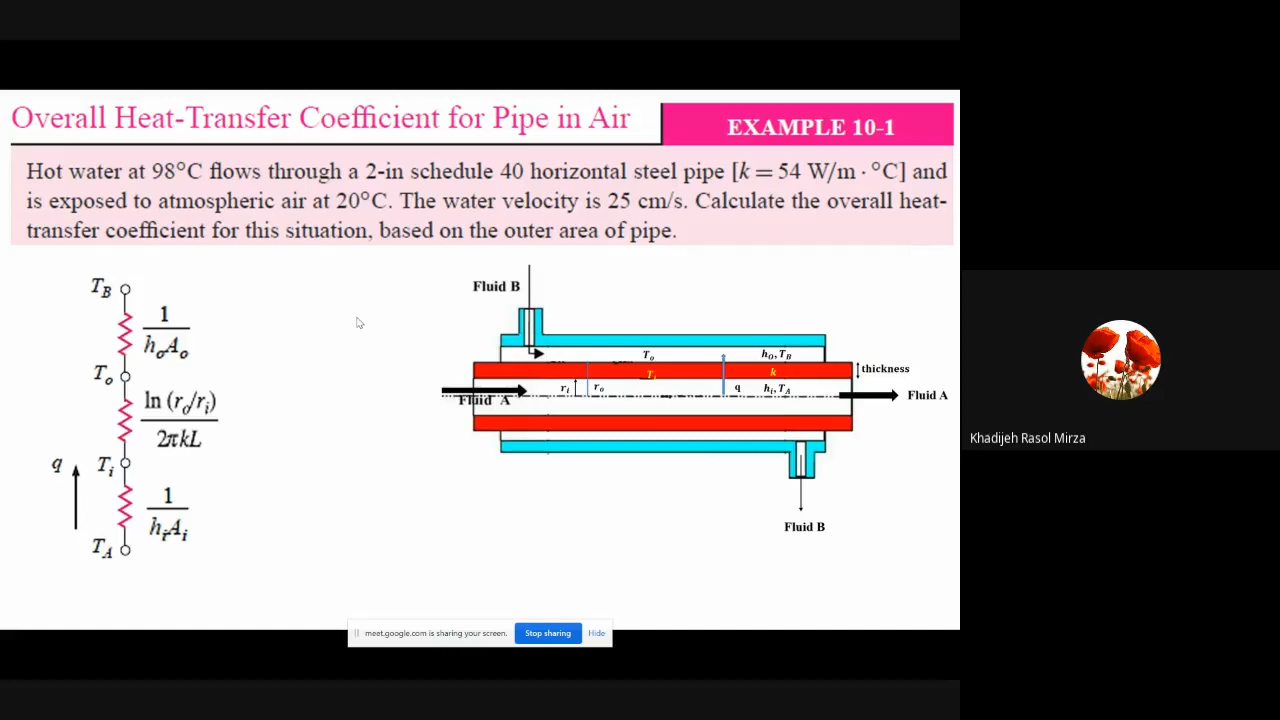 Overall Heat-Transfer Coefficient for Pipe in Air
EXAMPLE 10-1
Hot water at 98°C flows through a 2-in schedule 40 horizontal steel pipe [k = 54 W/m · °C] and
is exposed to atmospheric air at 20°C. The water velocity is 25 cm/s. Calculate the overall heat-
transfer coefficient for this situation, based on the outer area of pipe.
T_B
1
h_oA_o
T_o
ln (r_o/r_i)
2πkL
q
T_i
1
h_iA_i
T_A
Fluid B
T_o
h_O, T_B
T_i
k
thickness
r_i
r_o
q
h_i, T_A
Fluid A
Fluid A
Fluid B
meet.google.com is sharing your screen.
Stop sharing
Hide
Khadijeh Rasol Mirza